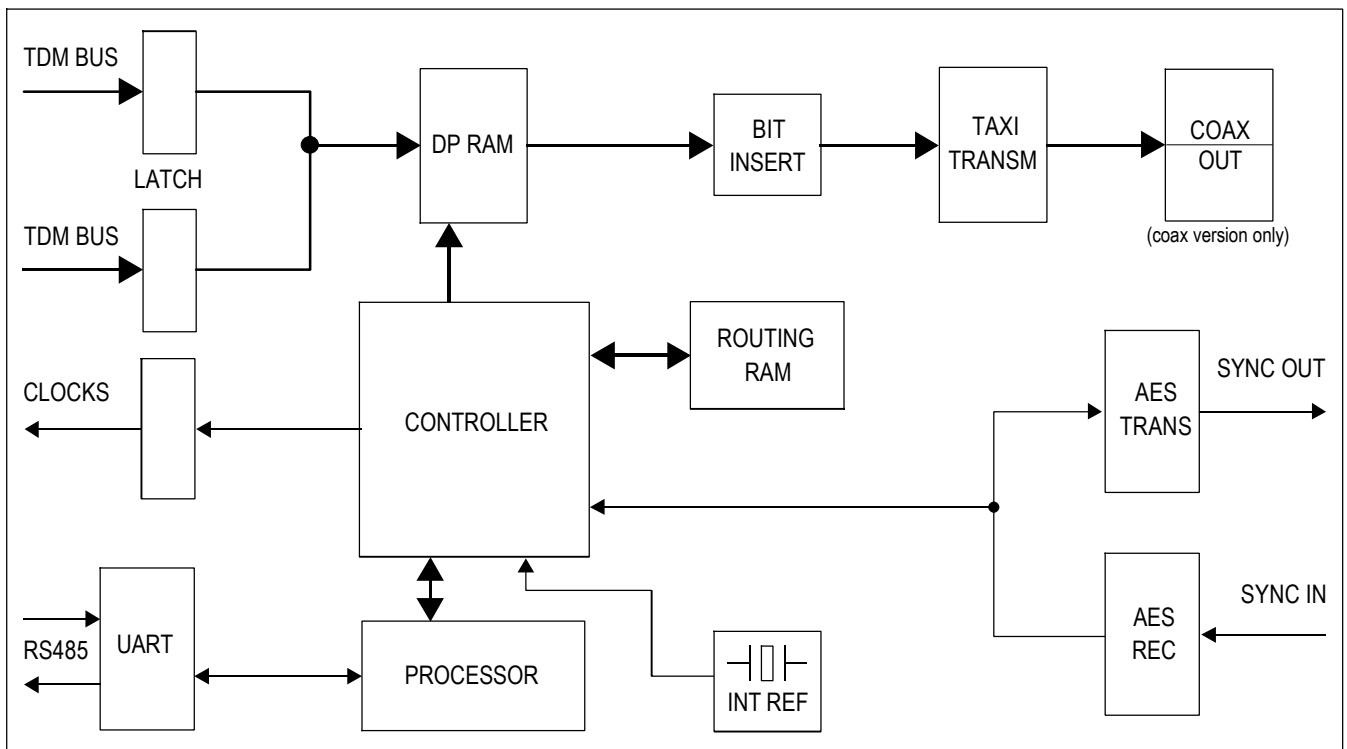 TDM BUS
LATCH
TDM BUS
DP RAM
BIT
INSERT
TAXI
TRANSM
COAX
OUT
(coax version only)
CLOCKS
CONTROLLER
ROUTING
RAM
AES
TRANS
SYNC OUT
RS485
UART
PROCESSOR
INT REF
AES
REC
SYNC IN